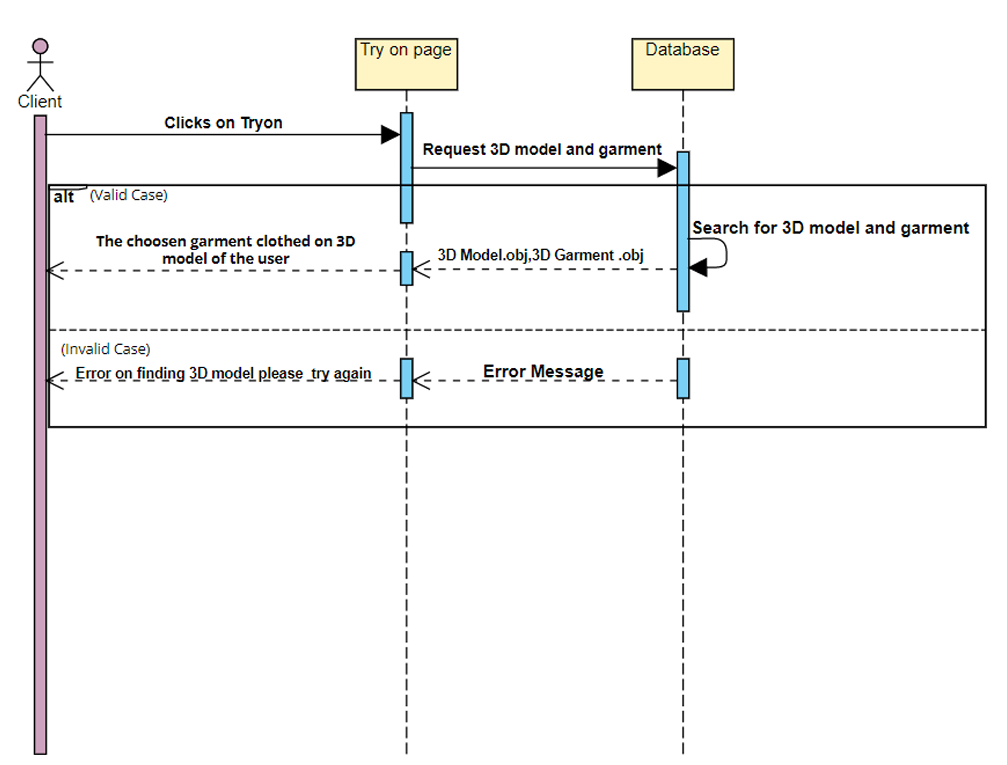 Try on page
Database
Client
Clicks on Tryon
Request 3D model and garment
alt
(Valid Case)
Search for 3D model and garment
The choosen garment clothed on 3D
model of the user
3D Model.obj,3D Garment .obj
(Invalid Case)
Error on finding 3D model please try again
Error Message